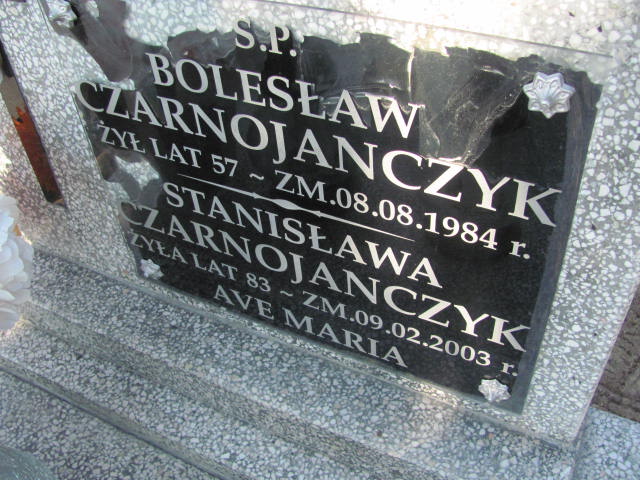 S.P.
BOLESŁAW
CZARNOJANCZYK
ŻYŁ LAT 57 ~ ZM.08.08.1984 r.
STANISŁAWA
CZARNOJANCZYK
ŻYŁA LAT 83 ~ ZM.09.02.2003 r.
AVE MARIA